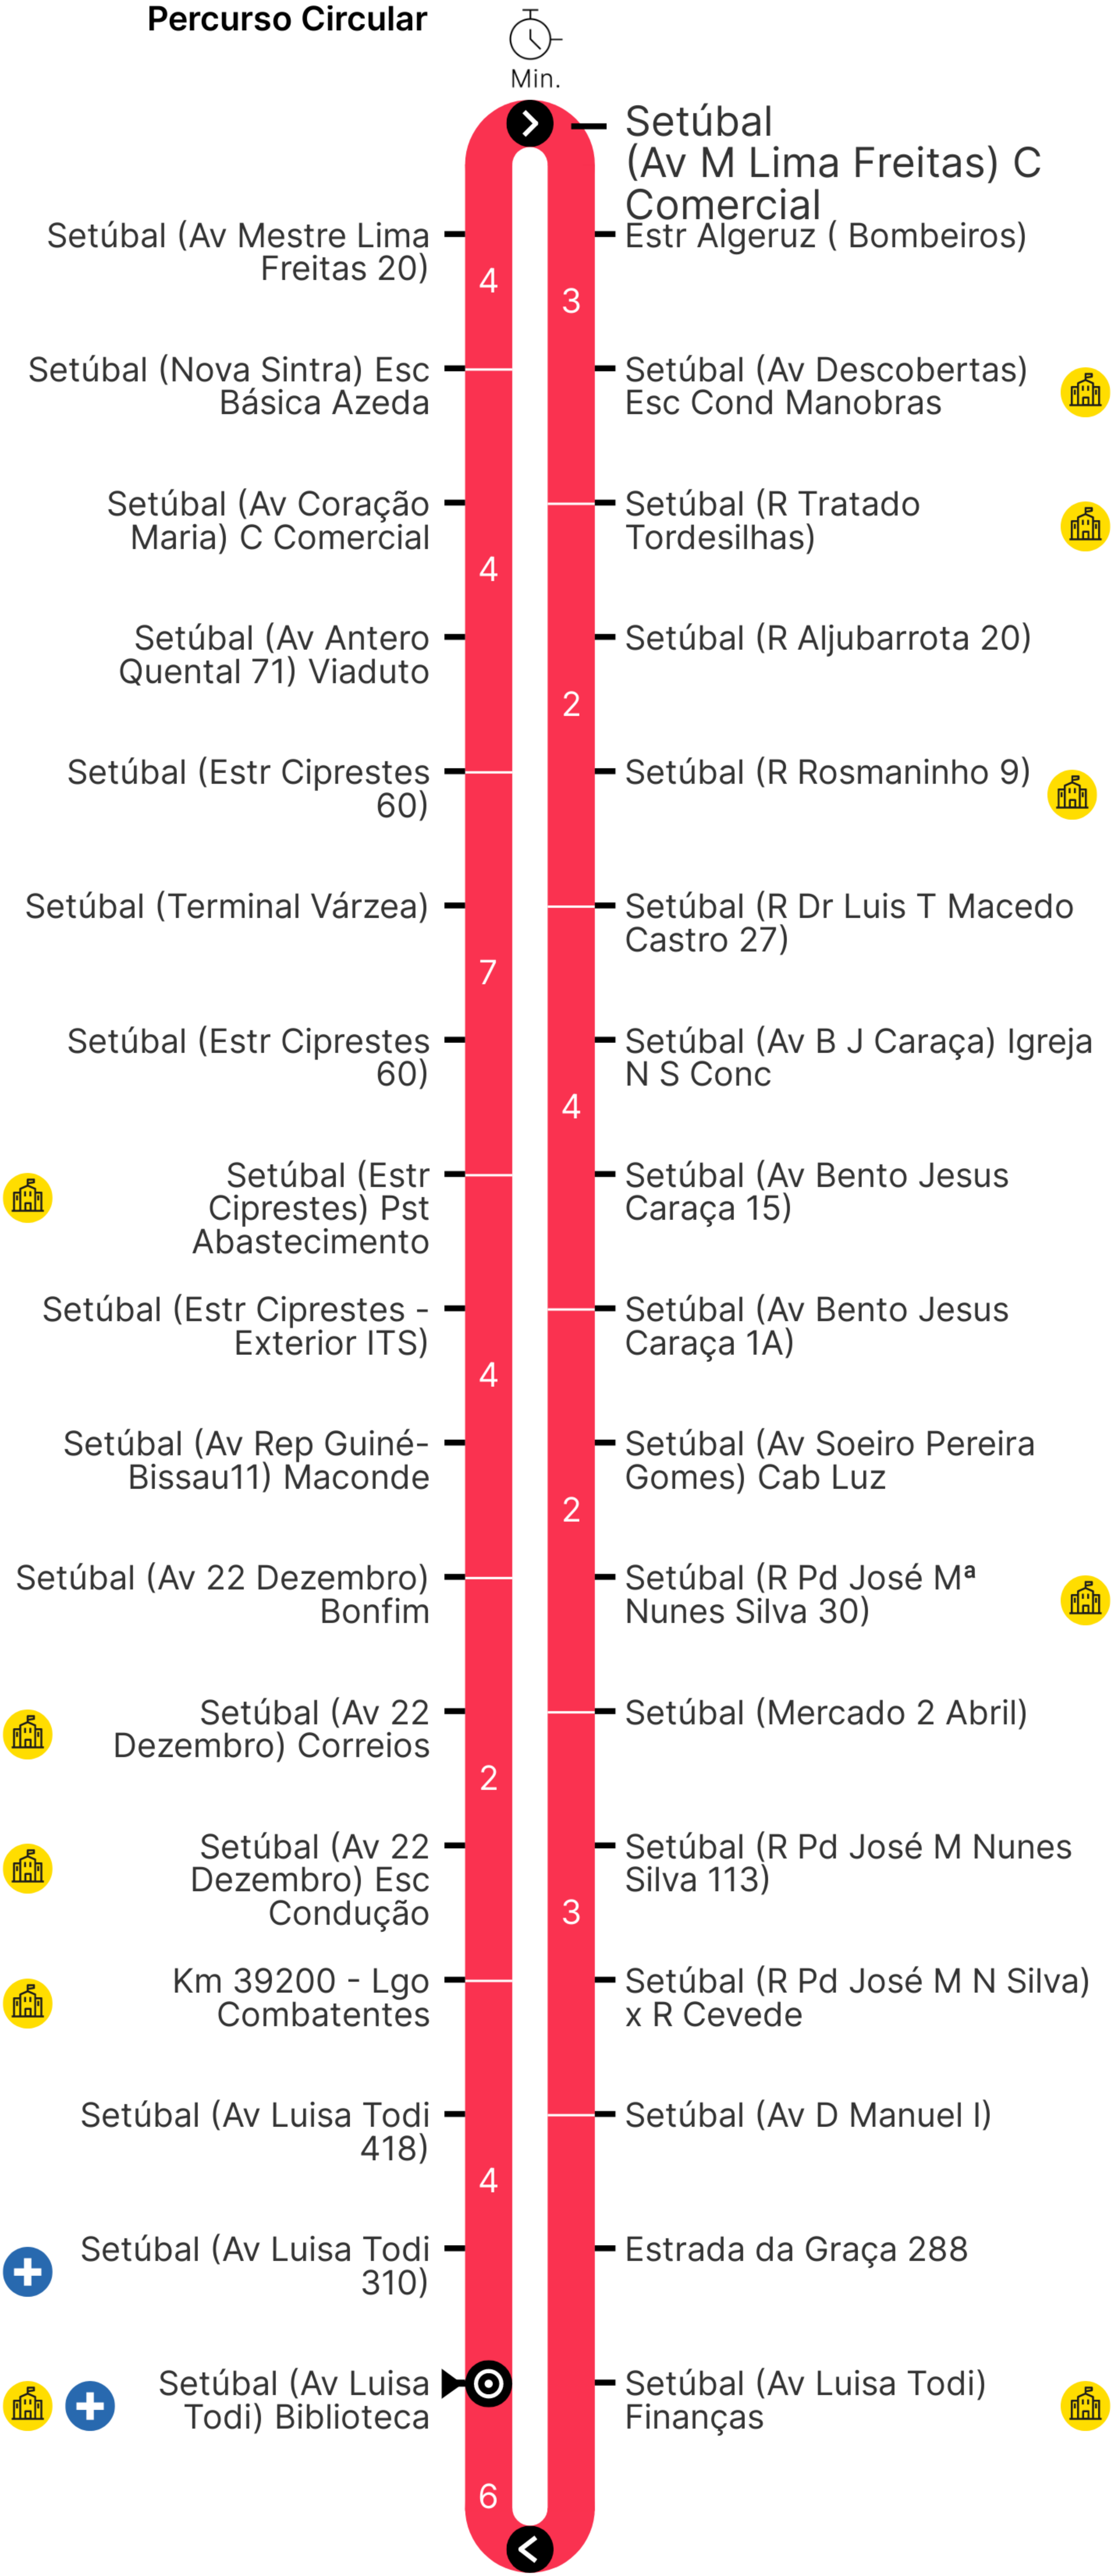 Percurso Circular
Min.
Setúbal
(Av M Lima Freitas) C
Comercial
Setúbal (Av Mestre Lima
Freitas 20)
4
Estr Algeruz ( Bombeiros)
3
Setúbal (Nova Sintra) Esc
Básica Azeda
Setúbal (Av Descobertas)
Esc Cond Manobras
Setúbal (Av Coração
Maria) C Comercial
4
Setúbal (R Tratado
Tordesilhas)
Setúbal (Av Antero
Quental 71) Viaduto
Setúbal (R Aljubarrota 20)
2
Setúbal (Estr Ciprestes
60)
Setúbal (R Rosmaninho 9)
Setúbal (Terminal Várzea)
7
Setúbal (R Dr Luis T Macedo
Castro 27)
Setúbal (Estr Ciprestes
60)
Setúbal (Av B J Caraça) Igreja
N S Conc
4
Setúbal (Estr
Ciprestes) Pst
Abastecimento
Setúbal (Av Bento Jesus
Caraça 15)
Setúbal (Estr Ciprestes -
Exterior ITS)
4
Setúbal (Av Bento Jesus
Caraça 1A)
Setúbal (Av Rep Guiné-
Bissau11) Maconde
Setúbal (Av Soeiro Pereira
Gomes) Cab Luz
2
Setúbal (Av 22 Dezembro)
Bonfim
Setúbal (R Pd José Mª
Nunes Silva 30)
Setúbal (Av 22
Dezembro) Correios
2
Setúbal (Mercado 2 Abril)
Setúbal (Av 22
Dezembro) Esc
Condução
Setúbal (R Pd José M Nunes
Silva 113)
3
Km 39200 - Lgo
Combatentes
Setúbal (R Pd José M N Silva)
x R Cevede
Setúbal (Av Luisa Todi
418)
4
Setúbal (Av D Manuel I)
Setúbal (Av Luisa Todi
310)
Estrada da Graça 288
Setúbal (Av Luisa
Todi) Biblioteca
Setúbal (Av Luisa Todi)
Finanças
6